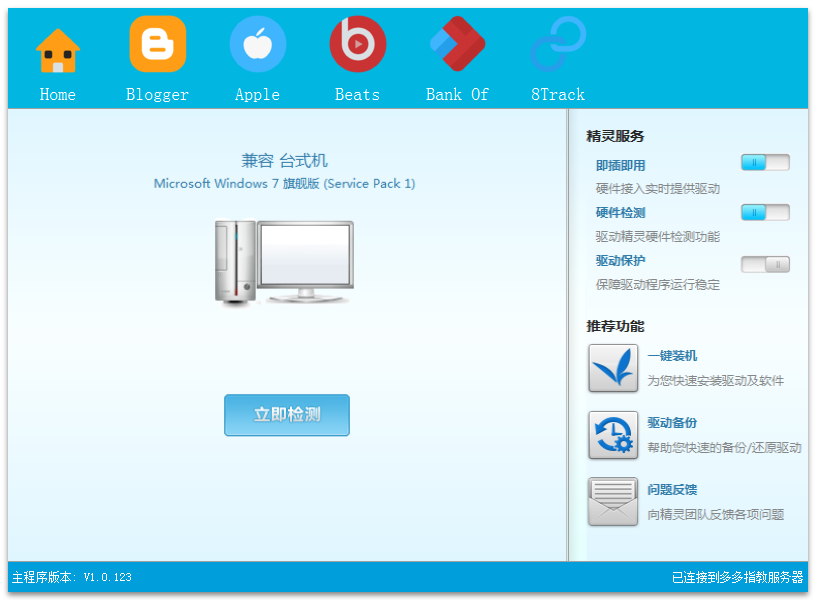 Home
Blogger
Apple
Beats
Bank Of
8Track
兼容 台式机
Microsoft Windows 7 旗舰版 (Service Pack 1)
立即检测
精灵服务
即插即用
硬件接入实时提供驱动
硬件检测
驱动精灵硬件检测功能
驱动保护
保障驱动程序运行稳定
推荐功能
一键装机
为您快速安装驱动及软件
驱动备份
帮助您快速的备份/还原驱动
问题反馈
向精灵团队反馈各项问题
主程序版本: V1.0.123
已连接到多多指教服务器